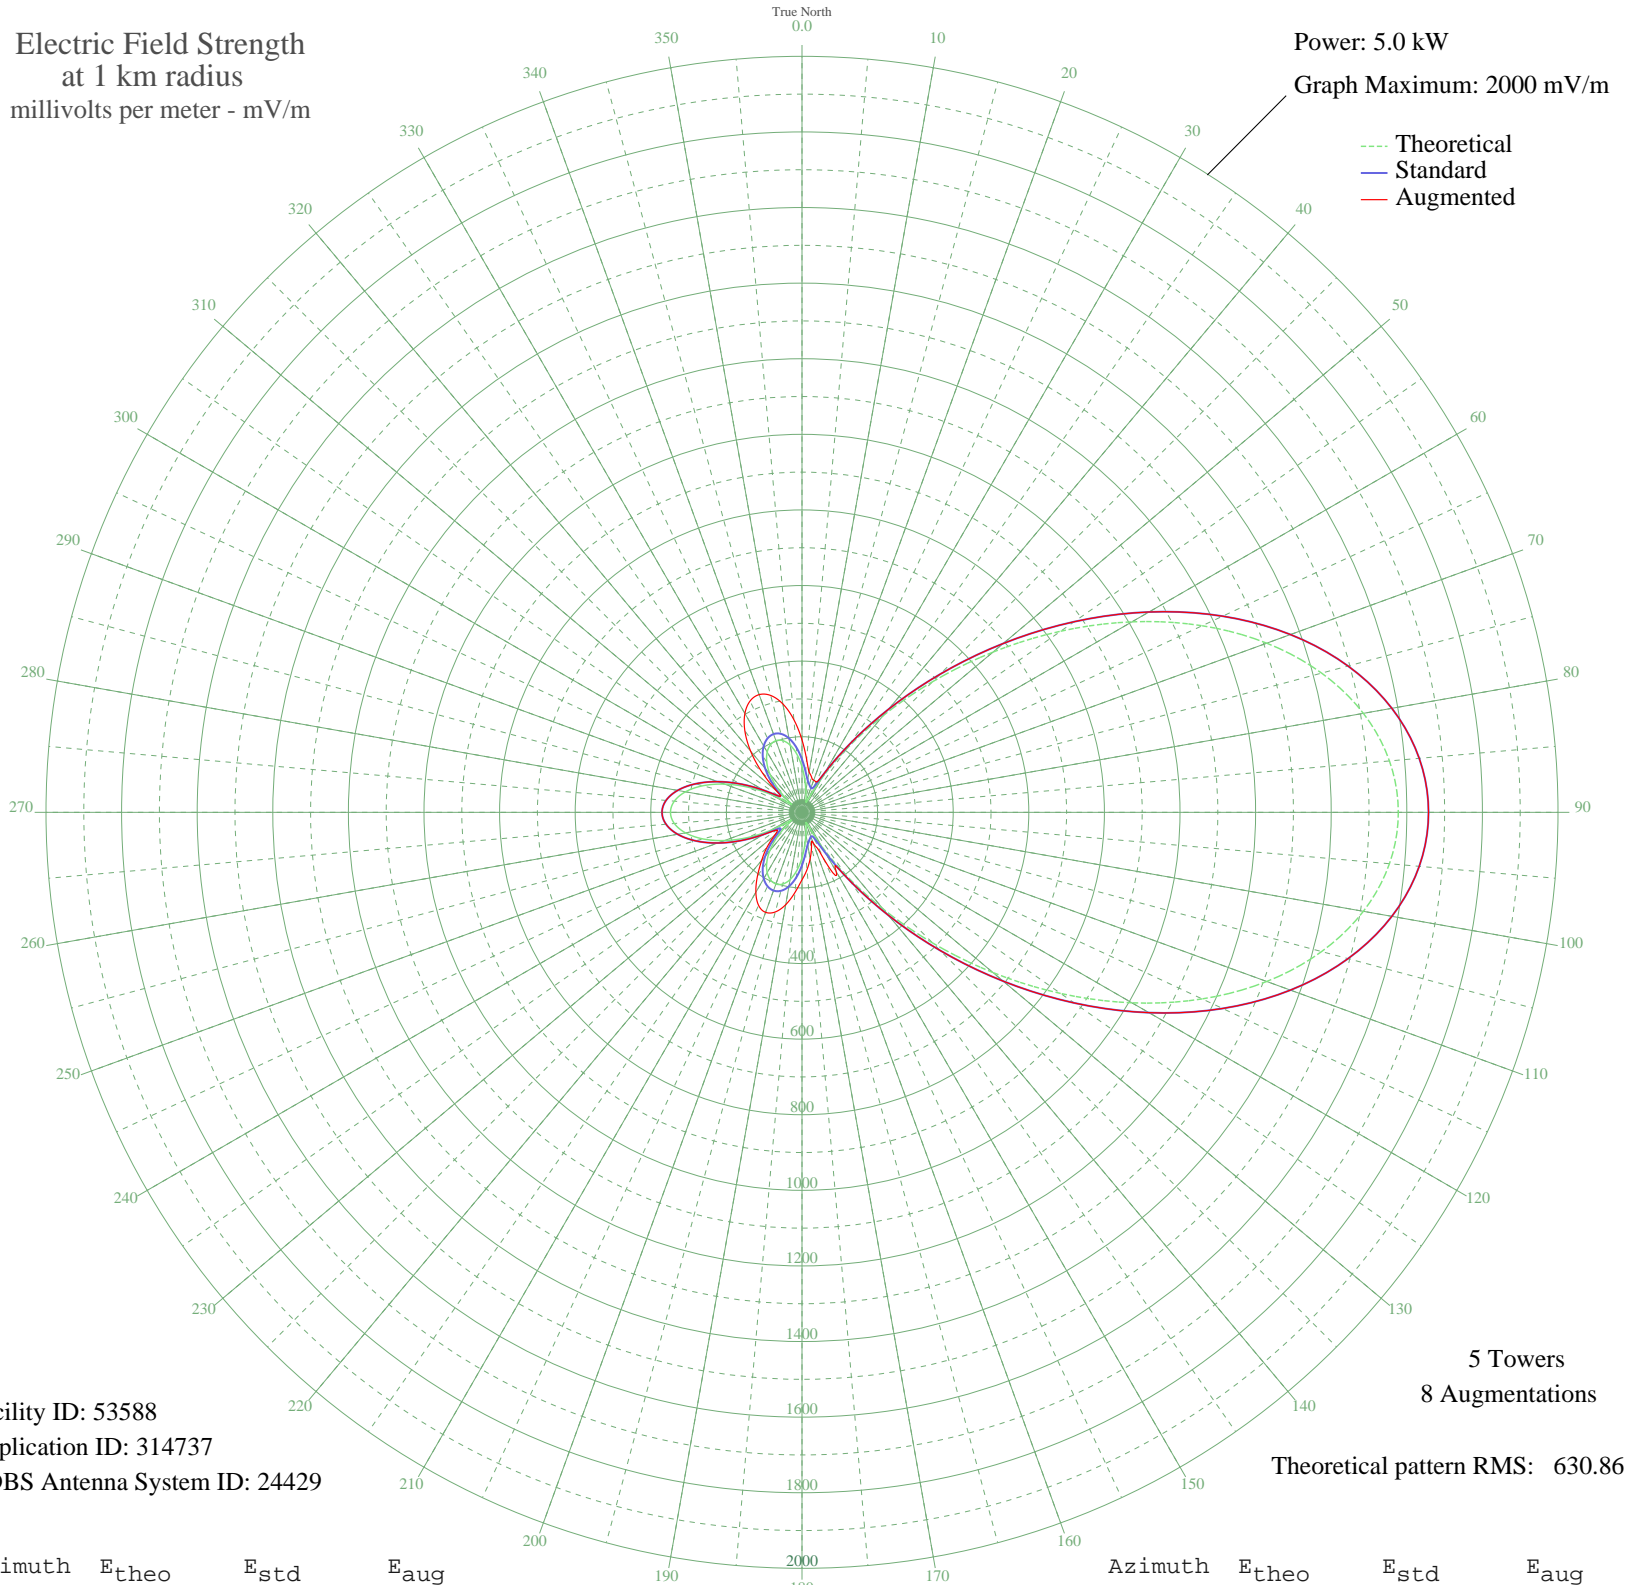 True North
0.0
Electric Field Strength
at 1 km radius
millivolts per meter - mV/m
Power: 5.0 kW
Graph Maximum: 2000 mV/m
Theoretical
Standard
Augmented
10
20
30
40
50
60
70
80
90
100
110
120
130
140
150
160
170
190
200
210
220
230
240
250
260
270
280
290
300
310
320
330
340
350
400
600
800
1000
1200
1400
1600
1800
2000
5 Towers
8 Augmentations
Theoretical pattern RMS: 630.86
cility ID: 53588
plication ID: 314737
DBS Antenna System ID: 24429
imuth Etheo Estd Eaug
Azimuth Etheo Estd Eaug